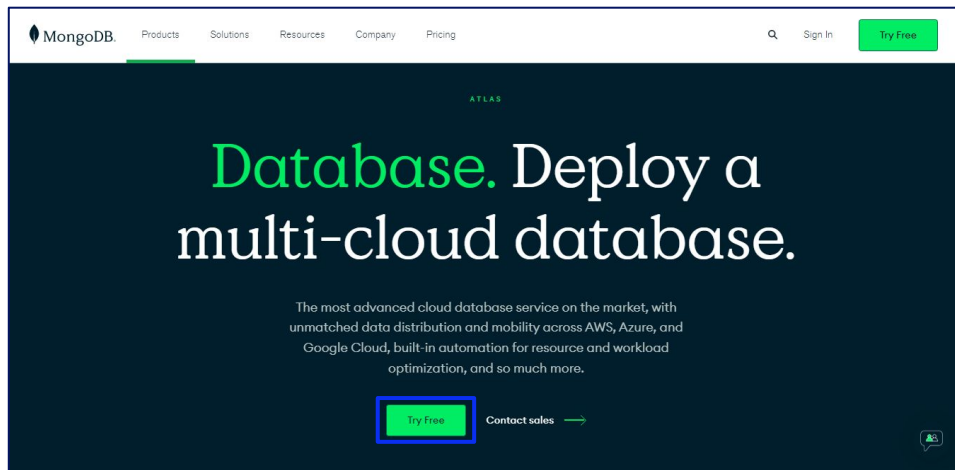 MongoDB.
Products
Solutions
Resources
Company
Pricing
Sign In
Try Free
ATLAS
Database. Deploy a
multi-cloud database.
The most advanced cloud database service on the market, with
unmatched data distribution and mobility across AWS, Azure, and
Google Cloud, built-in automation for resource and workload
optimization, and so much more.
Try Free
Contact sales